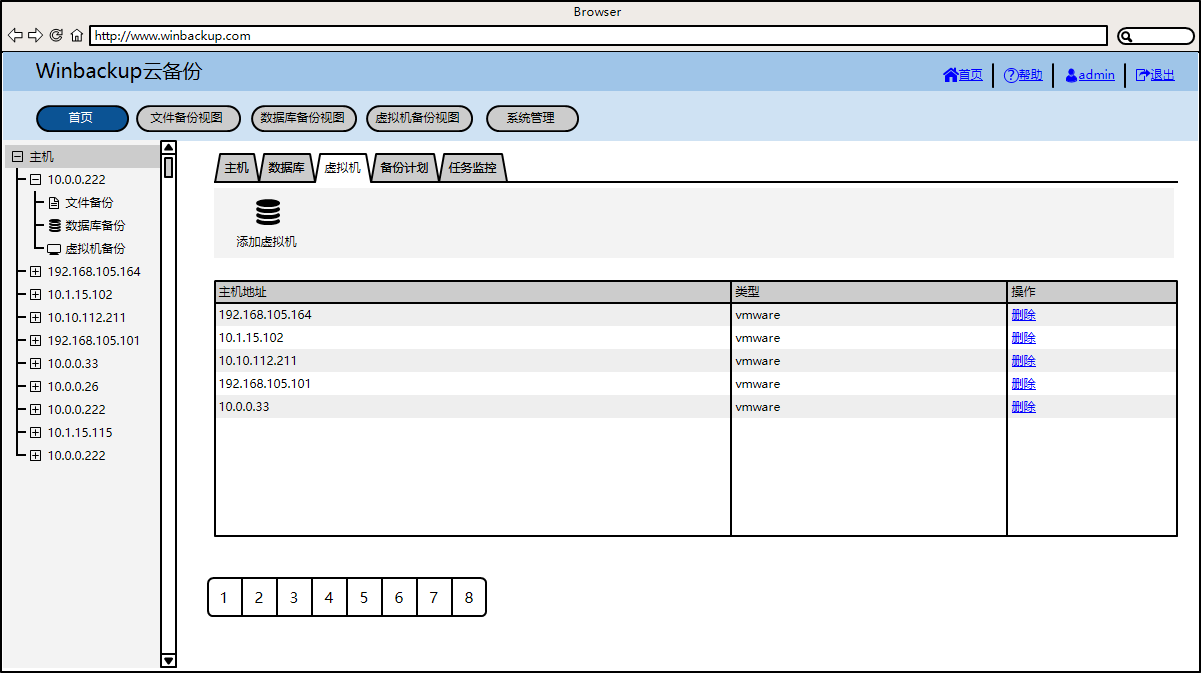 Browser
http://www.winbackup.com
Winbackup云备份
首页
帮助
admin
退出
首页
文件备份视图
数据库备份视图
虚拟机备份视图
系统管理
主机
10.0.0.222
文件备份
数据库备份
虚拟机备份
192.168.105.164
10.1.15.102
10.10.112.211
192.168.105.101
10.0.0.33
10.0.0.26
10.0.0.222
10.1.15.115
10.0.0.222
主机 数据库 虚拟机 备份计划 任务监控
添加虚拟机
主机地址 类型 操作
192.168.105.164 vmware 删除
10.1.15.102 vmware 删除
10.10.112.211 vmware 删除
192.168.105.101 vmware 删除
10.0.0.33 vmware 删除
1 2 3 4 5 6 7 8